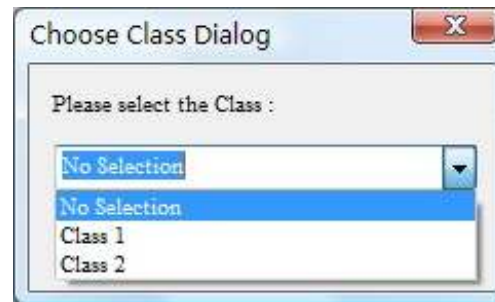 Choose Class Dialog
Please select the Class :
No Selection
No Selection
Class 1
Class 2